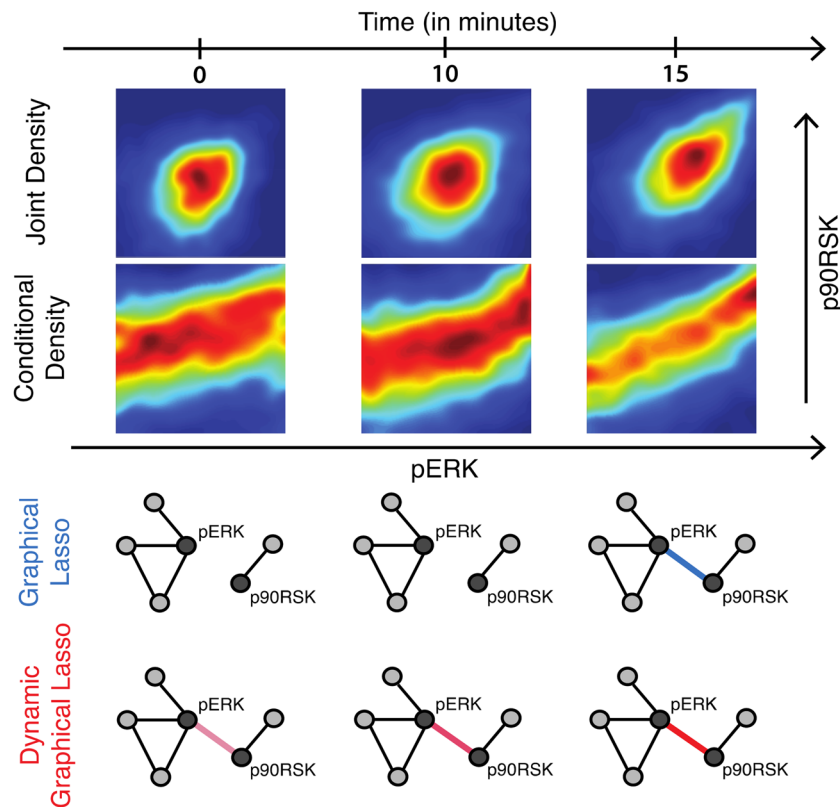 Time (in minutes)
0
10
15
Joint Density
Conditional
Density
p90RSK
pERK
Graphical
Lasso
pERK
p90RSK
pERK
p90RSK
pERK
p90RSK
Dynamic
Graphical Lasso
pERK
p90RSK
pERK
p90RSK
pERK
p90RSK